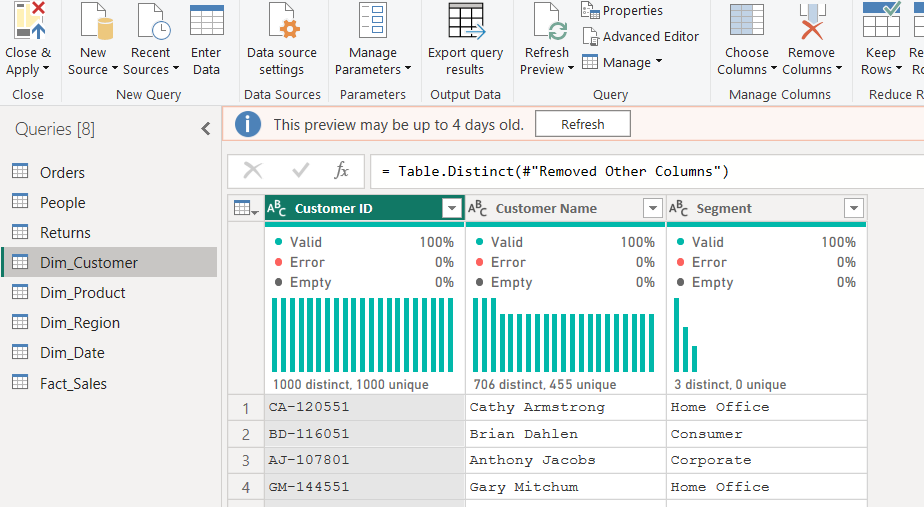 Close &
Apply
New
Source
Recent
Sources
Enter
Data
Data source
settings
Manage
Parameters
Export query
results
Refresh
Preview
Properties
Advanced Editor
Manage
Choose
Columns
Remove
Columns
Keep
Rows
Close
New Query
Data Sources
Parameters
Output Data
Query
Manage Columns
Queries [8]
This preview may be up to 4 days old.
Refresh
fx
= Table.Distinct(#"Removed Other Columns")
Orders
People
Returns
Dim_Customer
Dim_Product
Dim_Region
Dim_Date
Fact_Sales
ABC Customer ID
ABC Customer Name
ABC Segment
Valid 100%
Error 0%
Empty 0%
1000 distinct, 1000 unique
Valid 100%
Error 0%
Empty 0%
706 distinct, 455 unique
Valid 100%
Error 0%
Empty 0%
3 distinct, 0 unique
1 CA-120551 Cathy Armstrong Home Office
2 BD-116051 Brian Dahlen Consumer
3 AJ-107801 Anthony Jacobs Corporate
4 GM-144551 Gary Mitchum Home Office